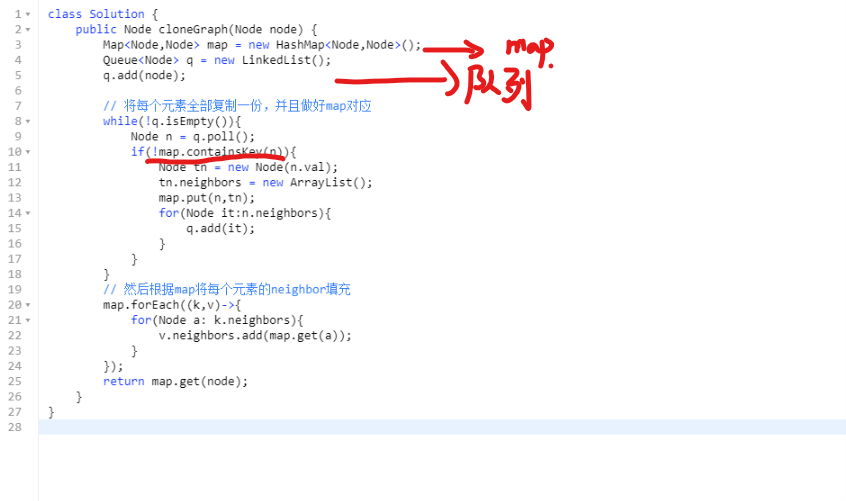 1 class Solution {
2 public Node cloneGraph(Node node) {
3 Map<Node,Node> map = new HashMap<Node,Node>(); map.
4 Queue<Node> q = new LinkedList();
5 q.add(node); 队列
6
7 // 将每个元素全部复制一份，并且做好map对应
8 while(!q.isEmpty()){
9 Node n = q.poll();
10 if(!map.containsKey(n)){
11 Node tn = new Node(n.val);
12 tn.neighbors = new ArrayList();
13 map.put(n,tn);
14 for(Node it:n.neighbors){
15 q.add(it);
16 }
17 }
18 }
19 // 然后根据map将每个元素的neighbor填充
20 map.forEach((k,v)->{
21 for(Node a: k.neighbors){
22 v.neighbors.add(map.get(a));
23 }
24 });
25 return map.get(node);
26 }
27 }
28